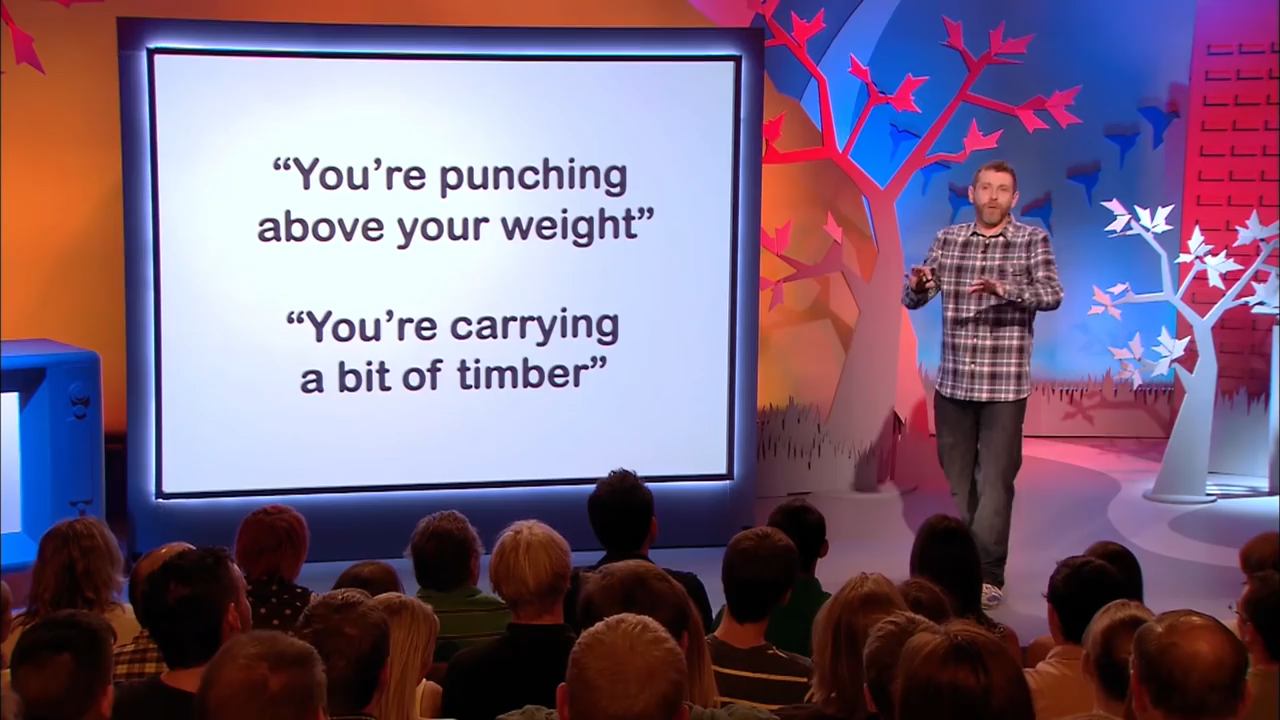 “You’re punching
above your weight”
“You’re carrying
a bit of timber”